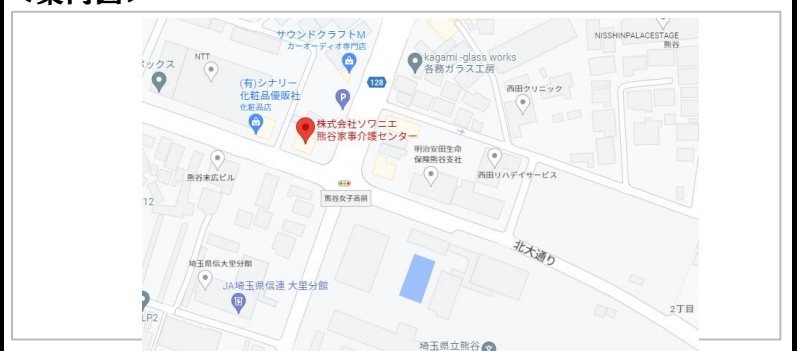 サウンドクラフトM
カーオーディオ専門店
NISSHINPALACESTAGE
熊谷
NTT
ボックス
kagami -glass works
各務ガラス工房
128
P
(有)シナリー
化粧品優販社
化粧品店
西田クリニック
株式会社ソワニエ
熊谷家事介護センター
明治安田生命
保険熊谷支社
西田リハデイサービス
熊谷末広ビル
熊谷女子高前
12
北大通り
埼玉県信大里分館
JA埼玉県信連 大里分館
LP2
2丁目
埼玉県立熊谷